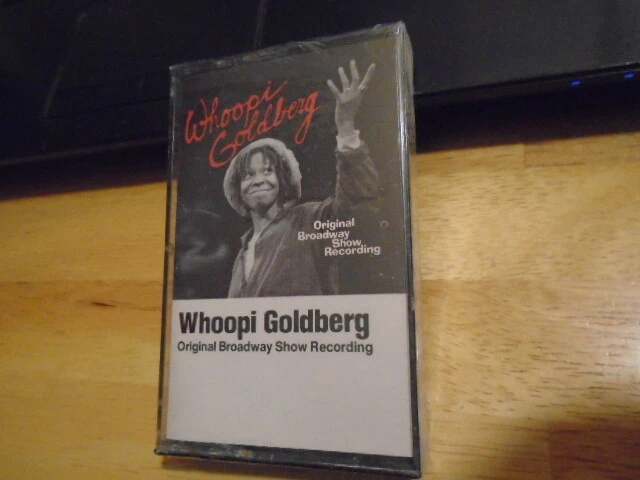 Whoopi
Goldberg
Original
Broadway
Show
Recording
Whoopi Goldberg
Original Broadway Show Recording